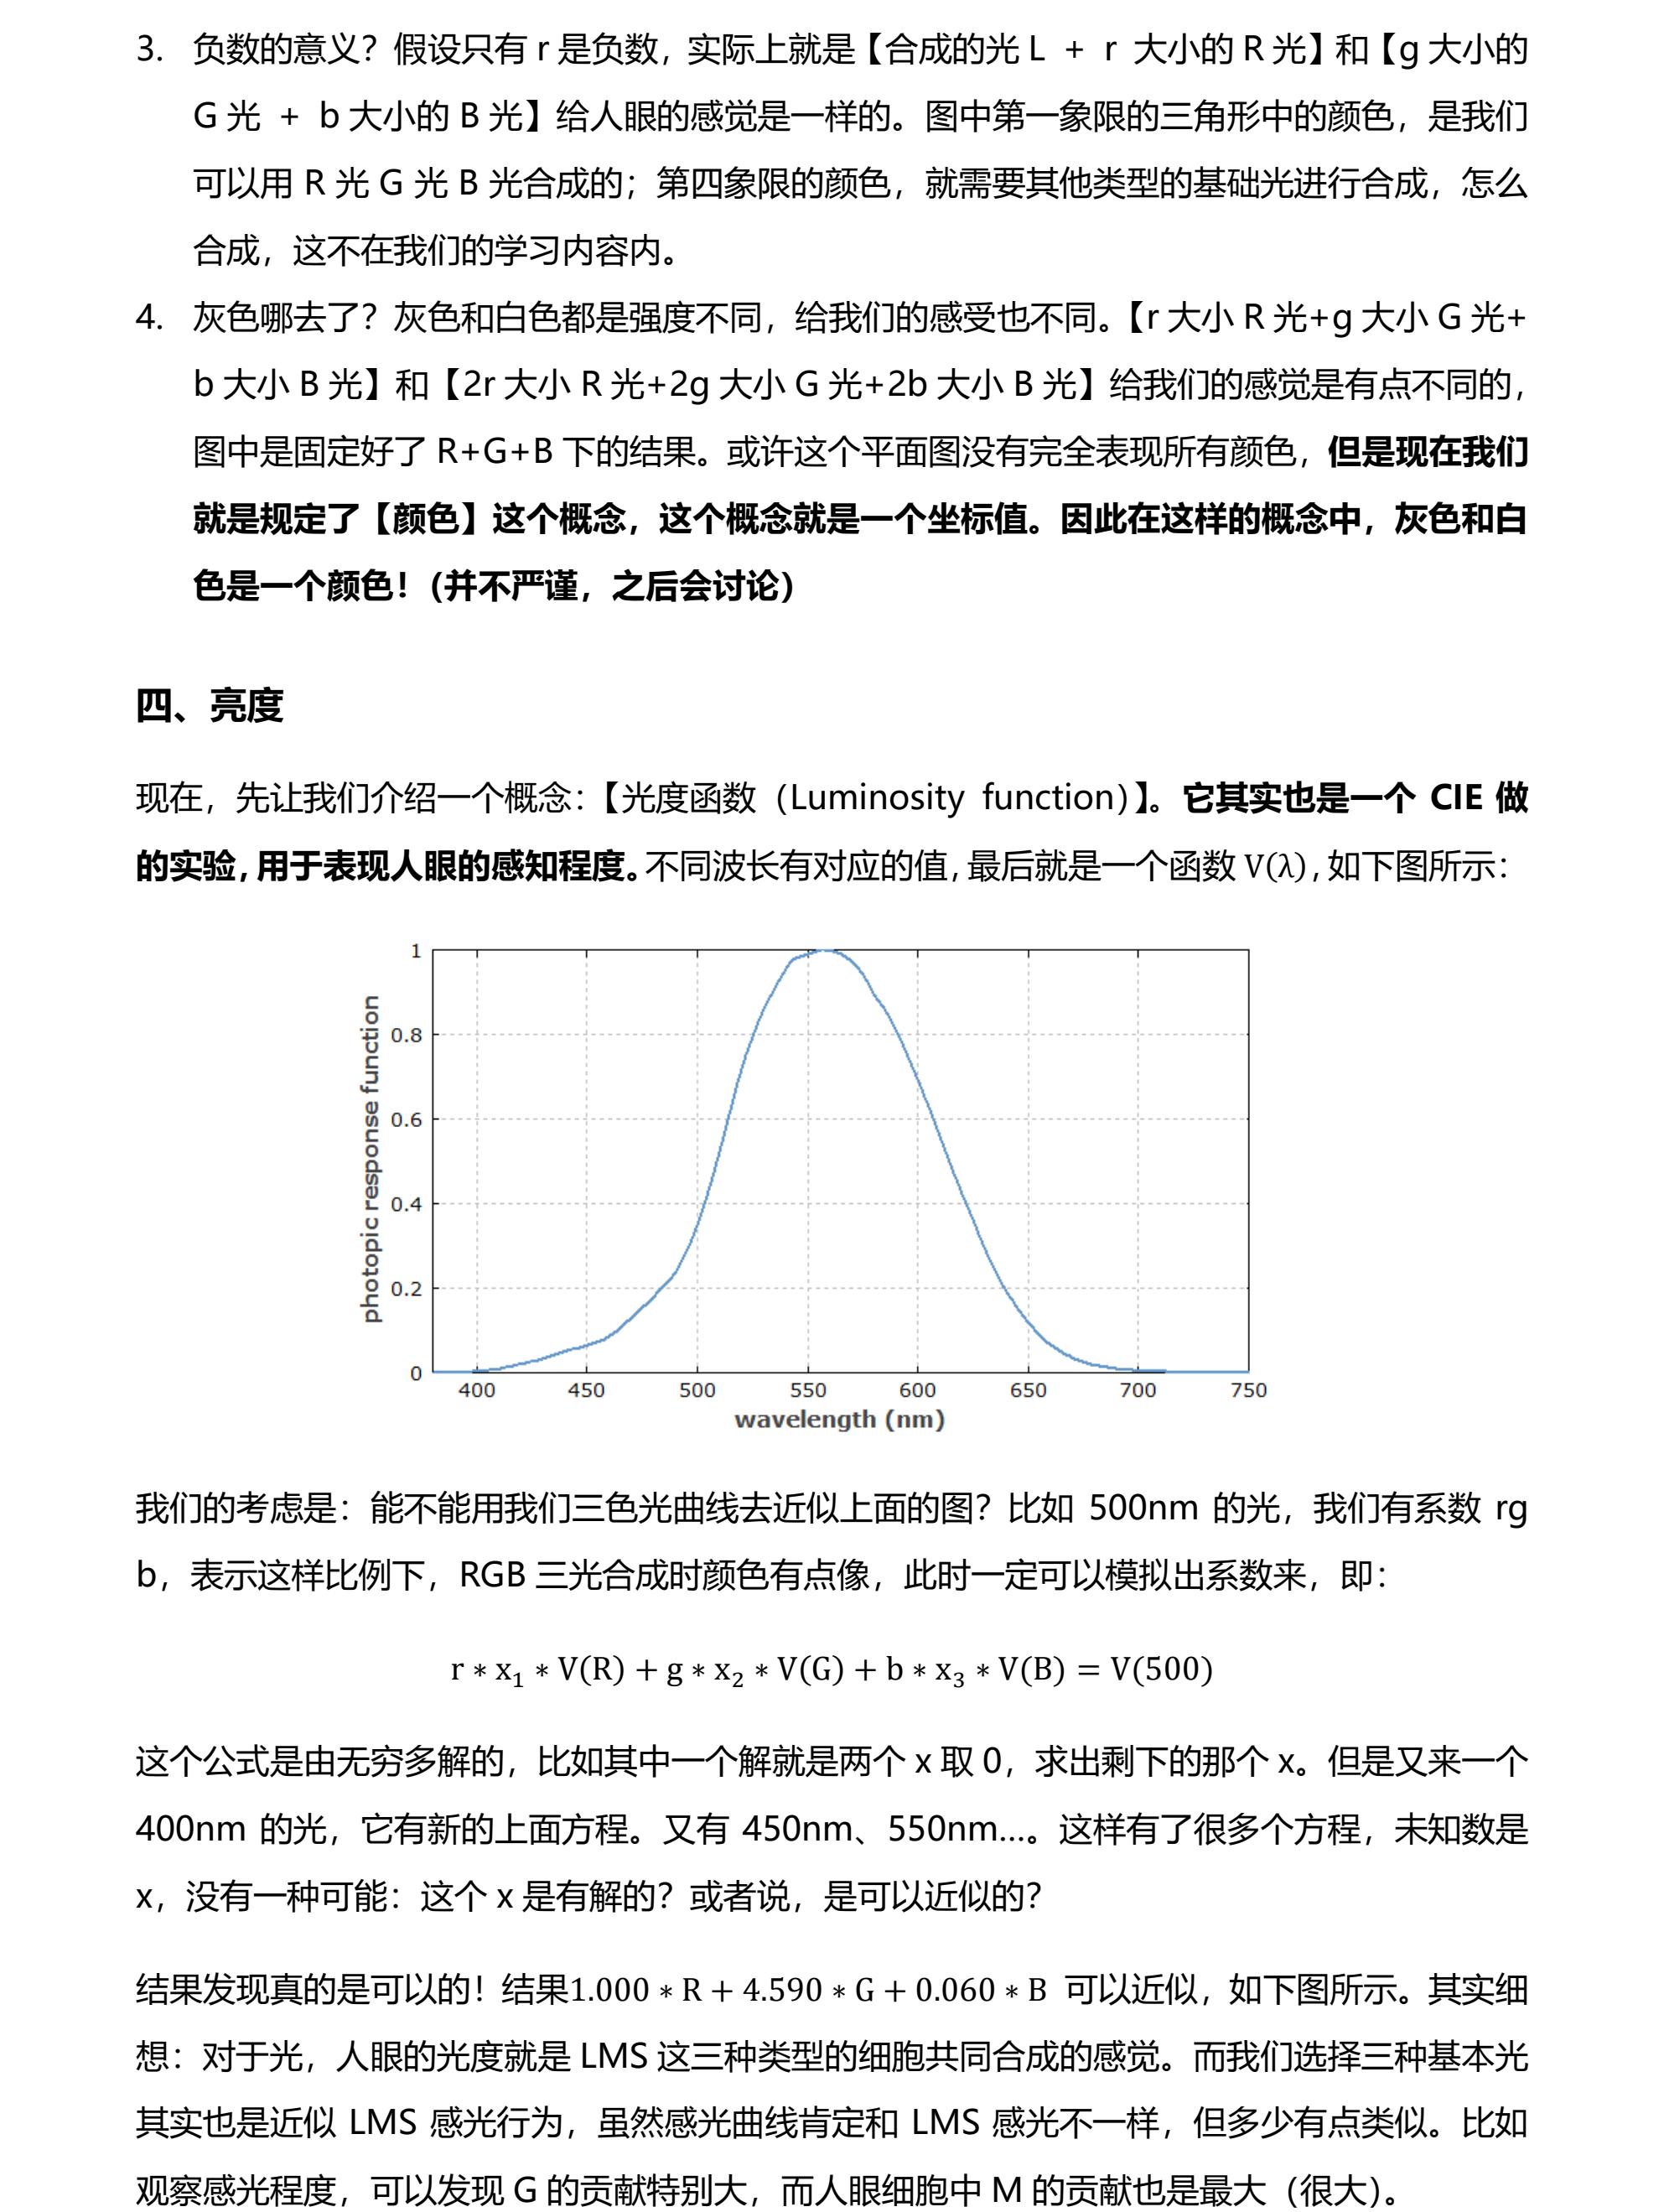 3. 负数的意义？假设只有 r 是负数，实际上就是【合成的光 L + r 大小的 R 光】和【g 大小的
G 光 + b 大小的 B 光】给人眼的感觉是一样的。图中第一象限的三角形中的颜色，是我们
可以用 R 光 G 光 B 光合成的；第四象限的颜色，就需要其他类型的基础光进行合成，怎么
合成，这不在我们的学习内容内。
4. 灰色哪去了？灰色和白色都是强度不同，给我们的感受也不同。【r 大小 R 光+g 大小 G 光+
b 大小 B 光】和【2r 大小 R 光+2g 大小 G 光+2b 大小 B 光】给我们的感觉是有点不同的，
图中是固定好了 R+G+B 下的结果。或许这个平面图没有完全表现所有颜色，但是现在我们
就是规定了【颜色】这个概念，这个概念就是一个坐标值。因此在这样的概念中，灰色和白
色是一个颜色！（并不严谨，之后会讨论）
四、亮度
现在，先让我们介绍一个概念：【光度函数（Luminosity function）】。它其实也是一个 CIE 做
的实验，用于表现人眼的感知程度。不同波长有对应的值，最后就是一个函数 V(λ)，如下图所示：
photopic response function
1
0.8
0.6
0.4
0.2
0
400 450 500 550 600 650 700 750
wavelength (nm)
我们的考虑是：能不能用我们三色光曲线去近似上面的图？比如 500nm 的光，我们有系数 rg
b，表示这样比例下，RGB 三光合成时颜色有点像，此时一定可以模拟出系数来，即：
r ∗ x₁ ∗ V(R) + g ∗ x₂ ∗ V(G) + b ∗ x₃ ∗ V(B) = V(500)
这个公式是由无穷多解的，比如其中一个解就是两个 x 取 0，求出剩下的那个 x。但是又来一个
400nm 的光，它有新的上面方程。又有 450nm、550nm…。这样有了很多个方程，未知数是
x，没有一种可能：这个 x 是有解的？或者说，是可以近似的？
结果发现真的是可以的！结果1.000 ∗ R + 4.590 ∗ G + 0.060 ∗ B 可以近似，如下图所示。其实细
想：对于光，人眼的光度就是 LMS 这三种类型的细胞共同合成的感觉。而我们选择三种基本光
其实也是近似 LMS 感光行为，虽然感光曲线肯定和 LMS 感光不一样，但多少有点类似。比如
观察感光程度，可以发现 G 的贡献特别大，而人眼细胞中 M 的贡献也是最大（很大）。